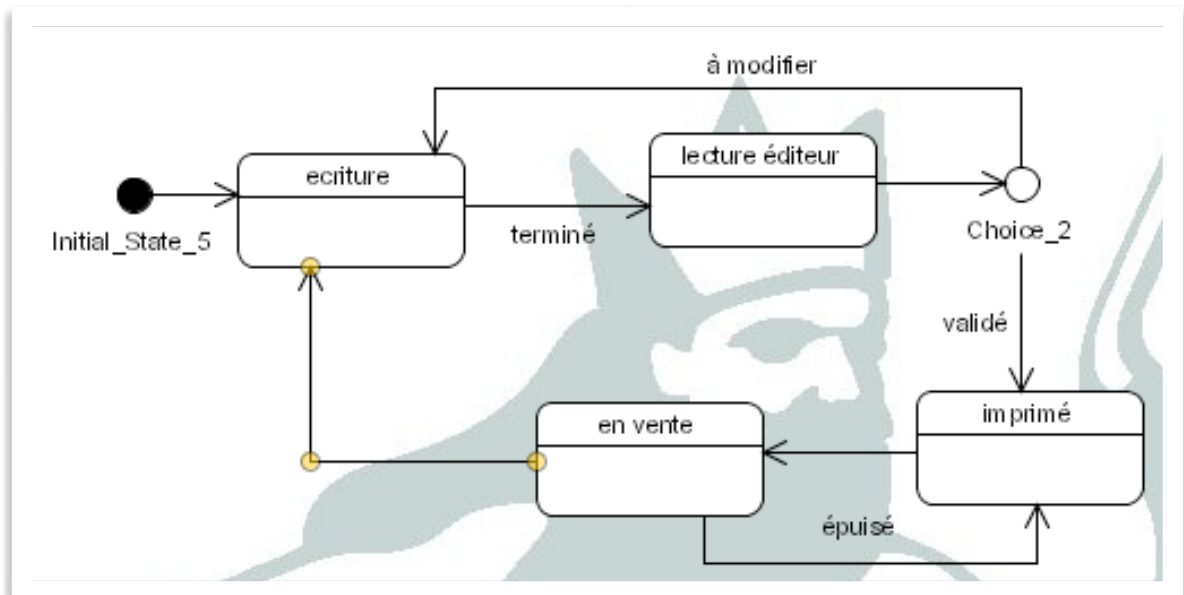 à modifier
ecriture
lecture éditeur
Initial_State_5
terminé
Choice_2
validé
en vente
imprimé
épuisé